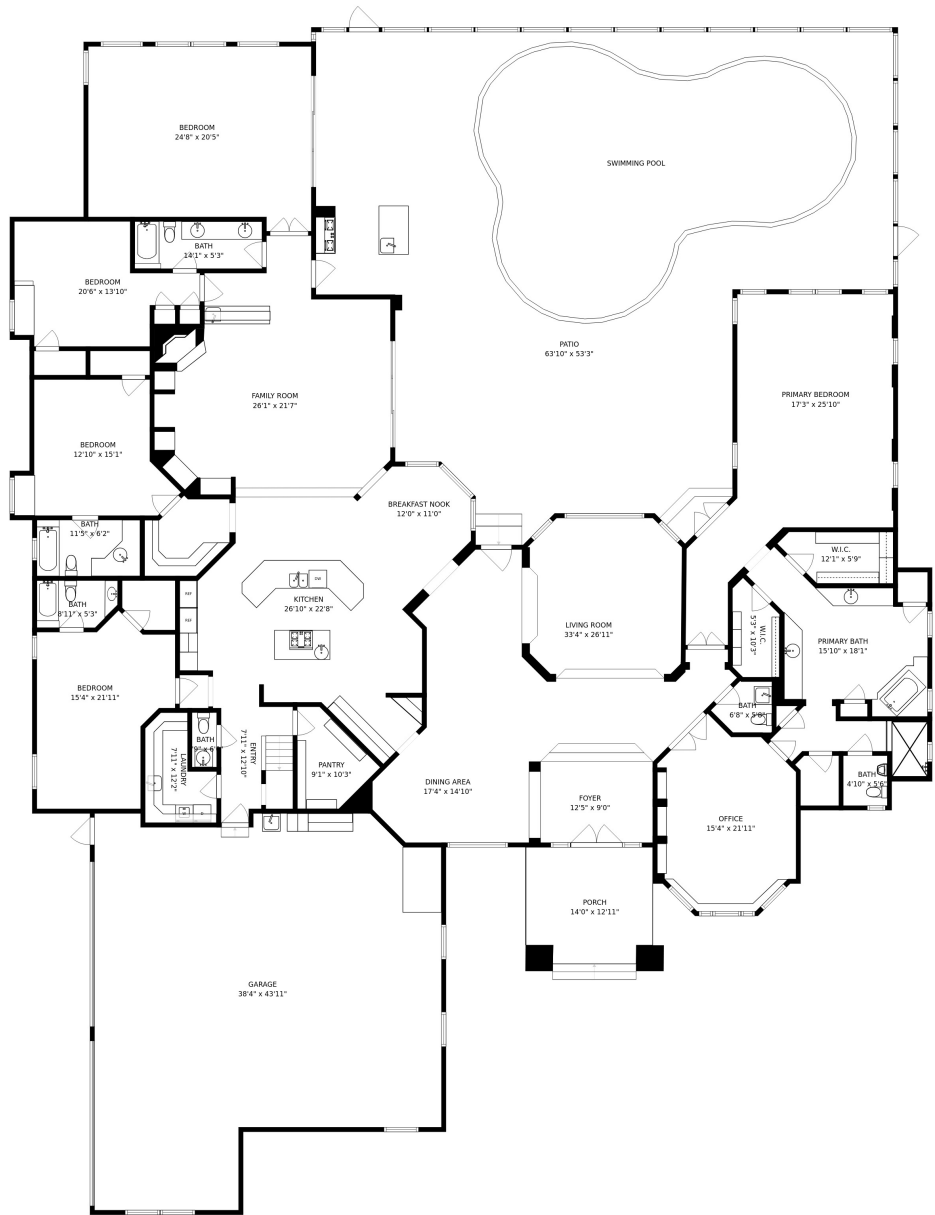 BEDROOM
24'8" x 20'5"
SWIMMING POOL
BATH
14'1" x 5'3"
BEDROOM
20'6" x 13'10"
PATIO
63'10" x 53'3"
FAMILY ROOM
26'1" x 21'7"
PRIMARY BEDROOM
17'3" x 25'10"
BEDROOM
12'10" x 15'1"
BREAKFAST NOOK
12'0" x 11'0"
BATH
11'5" x 6'2"
W.I.C.
12'1" x 5'9"
DW
KITCHEN
26'10" x 22'8"
REF
REF
BATH
8'11" x 5'3"
LIVING ROOM
33'4" x 26'11"
W.I.C.
5'3" x 10'3"
PRIMARY BATH
15'10" x 18'1"
BEDROOM
15'4" x 21'11"
BATH
6'8" x 5'8"
BATH
ENTRY
7'11" x 12'10"
LAUNDRY
7'11" x 12'2"
PANTRY
9'1" x 10'3"
DINING AREA
17'4" x 14'10"
FOYER
12'5" x 9'0"
BATH
4'10" x 5'6"
OFFICE
15'4" x 21'11"
PORCH
14'0" x 12'11"
GARAGE
38'4" x 43'11"